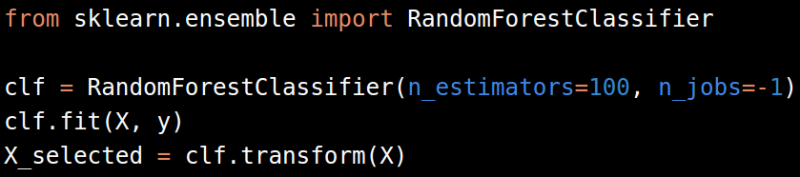 from sklearn.ensemble import RandomForestClassifier
clf = RandomForestClassifier(n_estimators=100, n_jobs=-1)
clf.fit(X, y)
X_selected = clf.transform(X)